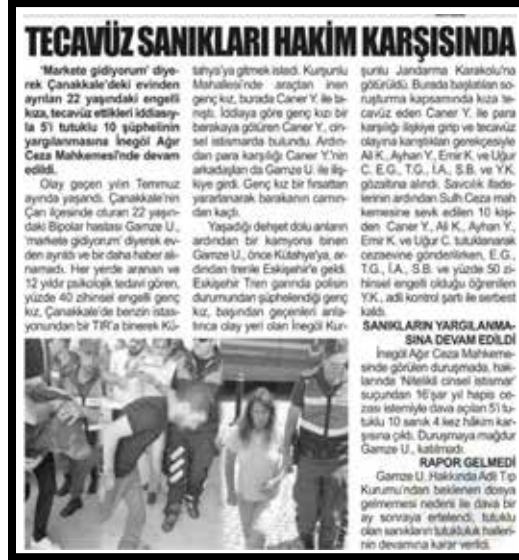 TECAVÜZ SANIKLARI HAKİM KARŞISINDA
'Markete gidiyorum' diye-
rek Çanakkale'deki evinden
ayrılan 22 yaşındaki engelli
kıza, tecavüz ettikleri iddiasıy-
la 5'i tutuklu 10 şüphelinin
yargılanmasına İnegöl Ağır
Ceza Mahkemesi'nde devam
edildi.
Olay geçen yılın Temmuz
ayında yaşandı. Çanakkale'nin
Çan ilçesinde oturan 22 yaşın-
daki Bipolar hastası Gamze U.,
'markete gidiyorum' diyerek ev-
den ayrıldı ve bir daha haber alı-
namadı. Her yerde aranan ve
12 yıldır psikolojik tedavi gören,
yüzde 40 zihinsel engelli genç
kız, Çanakkale'de benzin istas-
yonundan bir TIR'a binerek Kü-
tahya'ya gitmek istedi. Kurşunlu
Mahallesi'nde araçtan inen
genç kız, burada Caner Y. ile ta-
nıştı. İddiaya göre genç kızı bir
barakaya götüren Caner Y., cin-
sel istismarda bulundu. Ardın-
dan para karşılığı Caner Y.'nin
arkadaşları da Gamze U. ile iliş-
kiye girdi. Genç kız bir fırsattan
yararlanarak barakanın camın-
dan kaçtı.
Yaşadığı dehşet dolu anların
ardından bir kamyona binen
Gamze U., önce Kütahya'ya, ar-
dından trenle Eskişehir'e geldi.
Eskişehir Tren garında polisin
durumundan şüphelendiği genç
kız, başından geçenleri anla-
tınca olay yeri olan İnegöl Kur-
şunlu Jandarma Karakolu'na
götürüldü. Burada başlatılan so-
ruşturma kapsamında kıza te-
cavüz eden Caner Y. ile para
karşılığı ilişkiye girip ve tecavüz
olayına karıştıkları gerekçesiyle
Ali K., Ayhan Y., Emir K. ve Uğur
C. E.G., T.G., İ.A., S.B. ve Y.K.
gözaltına alındı. Savcılık ifade-
lerinin ardından Sulh Ceza mah-
kemesine sevk edilen 10 kişi-
den Caner Y., Ali K., Ayhan Y.,
Emir K. ve Uğur C. tutuklanarak
cezaevine gönderilirken, E.G.,
T.G., İ.A., S.B. ve yüzde 50 zi-
hinsel engelli olduğu öğrenilen
Y.K., adli kontrol şartı ile serbest
kaldı.
SANIKLARIN YARGILANMA-
SINA DEVAM EDİLDİ
İnegöl Ağır Ceza Mahkeme-
sinde görülen duruşmada, hak-
larında 'Nitelikli cinsel istismar'
suçundan 16'şar yıl hapis ce-
zası istemiyle dava açılan 5'i tu-
tuklu 10 sanık 4 kez hâkim kar-
şısına çıktı. Duruşmaya mağdur
Gamze U., katılmadı.
RAPOR GELMEDİ
Gamze U. Hakkında Adli Tıp
Kurumu'ndan beklenen dosya
gelmemesi nedeni ile dava bir
ay sonraya ertelendi, tutuklu
olan sanıkların tutukluluk halleri-
nin devamına karar verildi.